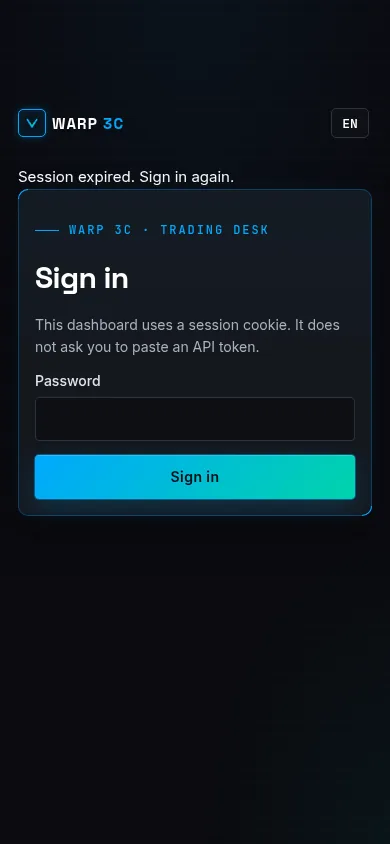 WARP 3C
EN
Session expired. Sign in again.
WARP 3C · TRADING DESK
Sign in
This dashboard uses a session cookie. It does
not ask you to paste an API token.
Password
Sign in